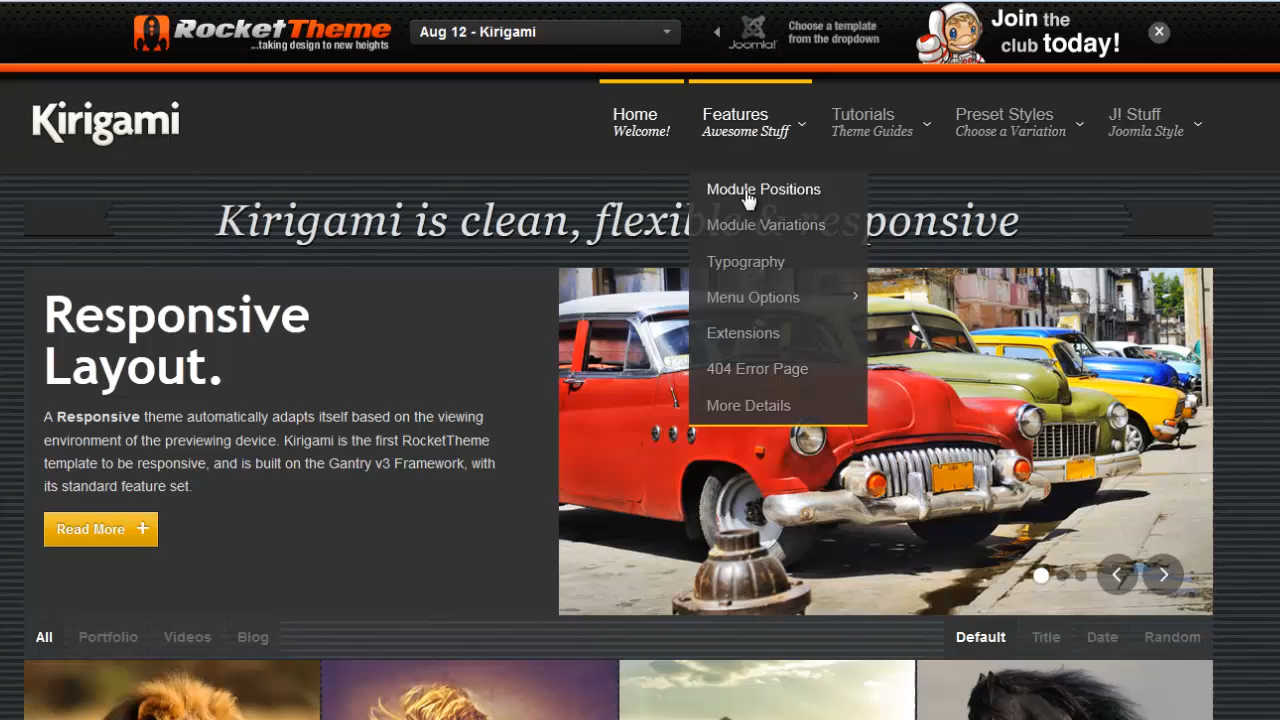 RocketTheme
...taking design to new heights
Aug 12 - Kirigami
Joomla!
Choose a template
from the dropdown
Join the
club today!
Kirigami
Home
Welcome!
Features
Awesome Stuff
Tutorials
Theme Guides
Preset Styles
Choose a Variation
J! Stuff
Joomla Style
Module Positions
Module Variations
Typography
Menu Options
Extensions
404 Error Page
More Details
Kirigami is clean, flexib & responsive
Responsive
Layout.
A Responsive theme automatically adapts itself based on the viewing
environment of the previewing device. Kirigami is the first RocketTheme
template to be responsive, and is built on the Gantry v3 Framework, with
its standard feature set.
Read More +
All
Portfolio
Videos
Blog
Default
Title
Date
Random